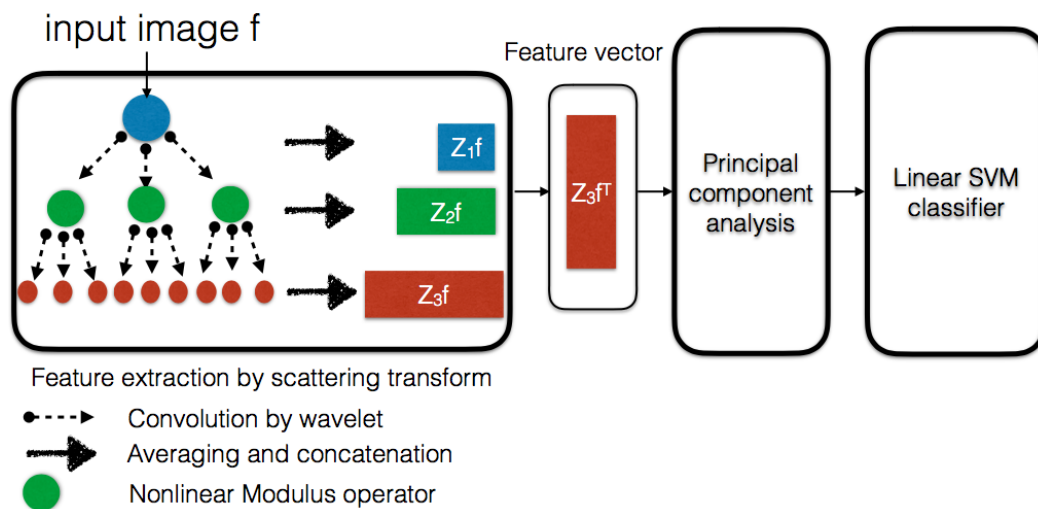 input image f
Feature vector
Z₁f
Z₂f
Z₃f
Z₃fᵀ
Principal
component
analysis
Linear SVM
classifier
Feature extraction by scattering transform
Convolution by wavelet
Averaging and concatenation
Nonlinear Modulus operator